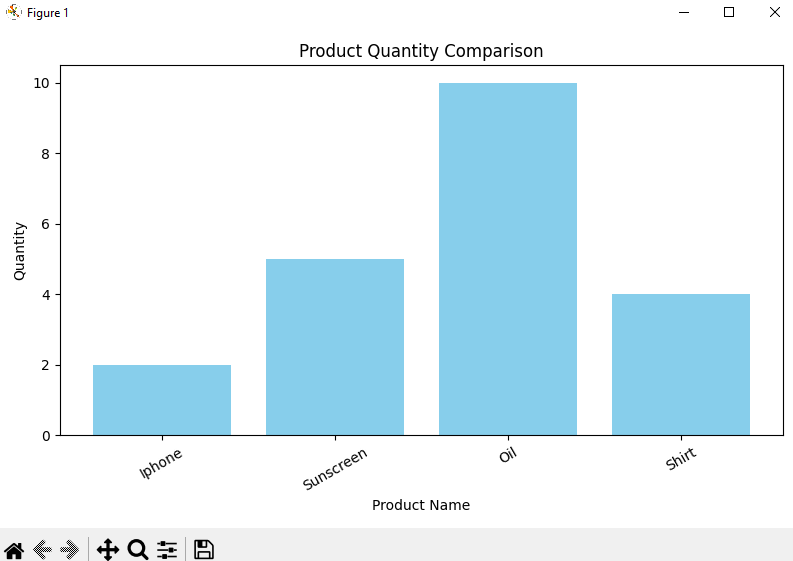 Figure 1
Product Quantity Comparison
10
8
6
4
2
0
Quantity
Iphone
Sunscreen
Oil
Shirt
Product Name